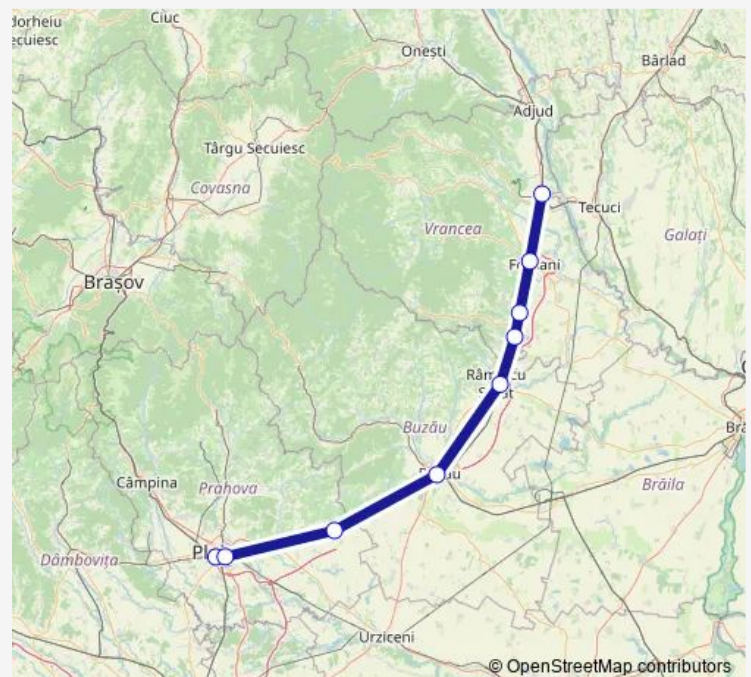 dorheiu
ecuiesc
Ciuc
Onești
Bârlad
Adjud
Târgu Secuiesc
Covasna
Tecuci
Vrancea
Galați
Brașov
Buzău
Brăila
Câmpina
Prahova
Dâmbovița
Urziceni
© OpenStreetMap contributors